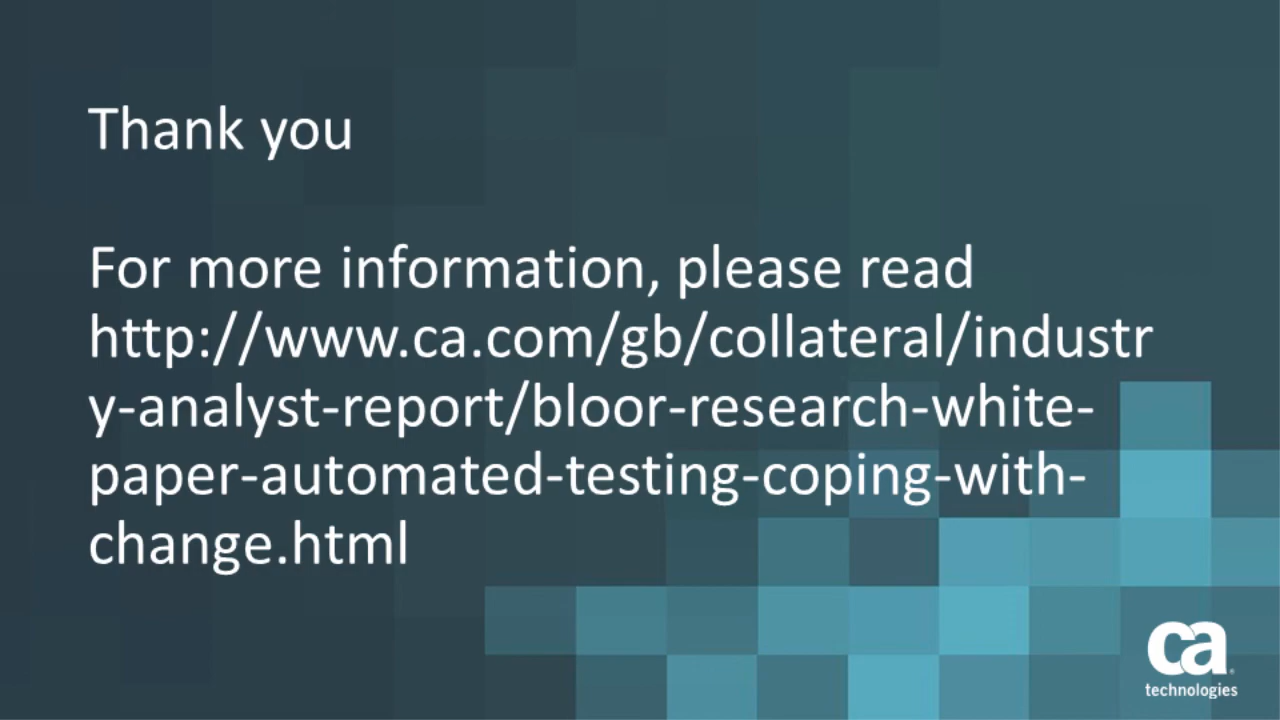 Thank you
For more information, please read
http://www.ca.com/gb/collateral/industr
y-analyst-report/bloor-research-white-
paper-automated-testing-coping-with-
change.html
ca
technologies